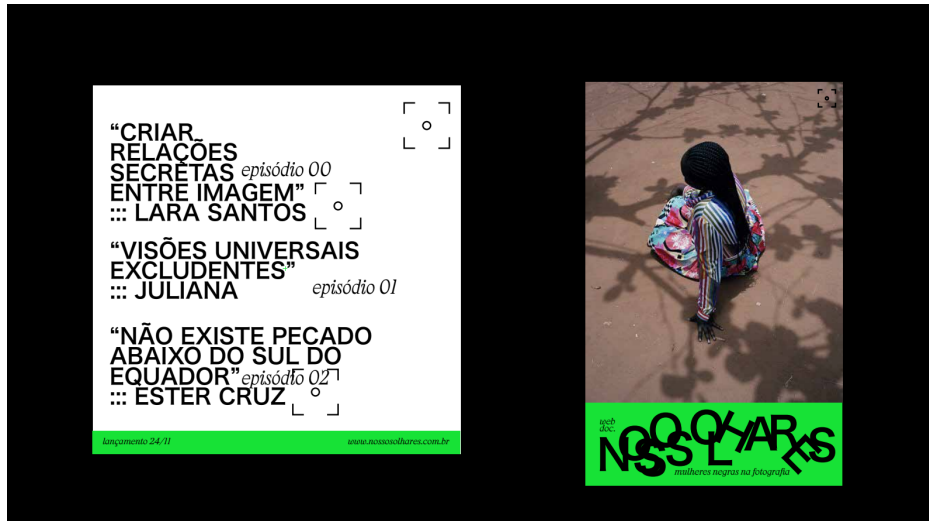 “CRIAR
RELAÇÕES
SECRETAS episódio 00
ENTRE IMAGEM”
::: LARA SANTOS
“VISÕES UNIVERSAIS
EXCLUDENTES”
::: JULIANA episódio 01
“NÃO EXISTE PECADO
ABAIXO DO SUL DO
EQUADOR” episódio 02
::: ESTER CRUZ
lançamento 24/11 www.nossosolhares.com.br
web
doc.
NOSSOS OLHARES
mulheres negras na fotografia